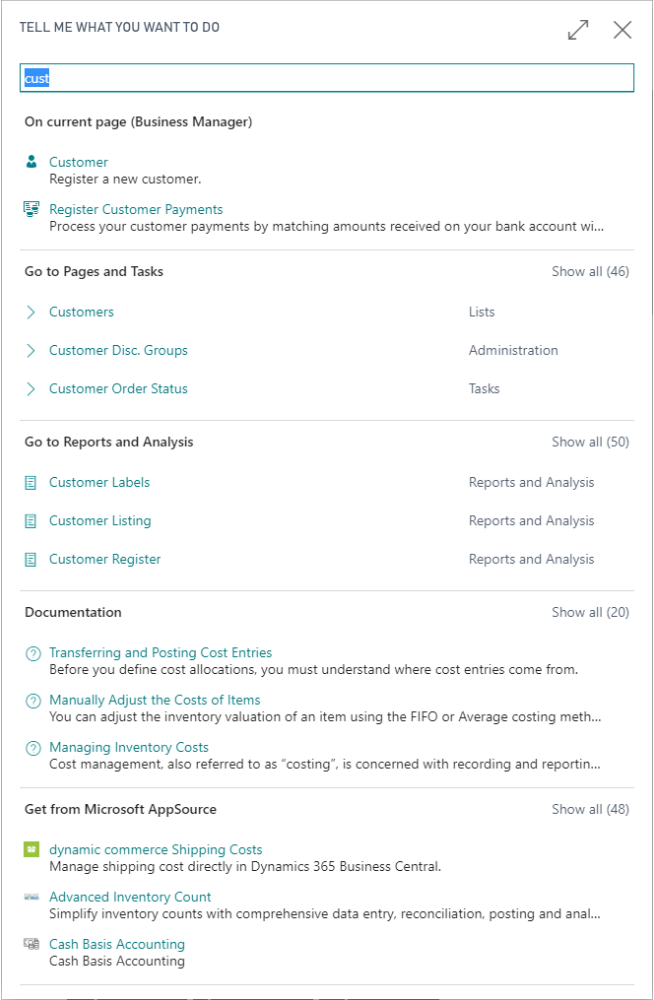 TELL ME WHAT YOU WANT TO DO
cust
On current page (Business Manager)
Customer
Register a new customer.
Register Customer Payments
Process your customer payments by matching amounts received on your bank account wi...
Go to Pages and Tasks Show all (46)
Customers Lists
Customer Disc. Groups Administration
Customer Order Status Tasks
Go to Reports and Analysis Show all (50)
Customer Labels Reports and Analysis
Customer Listing Reports and Analysis
Customer Register Reports and Analysis
Documentation Show all (20)
Transferring and Posting Cost Entries
Before you define cost allocations, you must understand where cost entries come from.
Manually Adjust the Costs of Items
You can adjust the inventory valuation of an item using the FIFO or Average costing meth...
Managing Inventory Costs
Cost management, also referred to as “costing”, is concerned with recording and reportin...
Get from Microsoft AppSource Show all (48)
dynamic commerce Shipping Costs
Manage shipping cost directly in Dynamics 365 Business Central.
Advanced Inventory Count
Simplify inventory counts with comprehensive data entry, reconciliation, posting and anal...
Cash Basis Accounting
Cash Basis Accounting